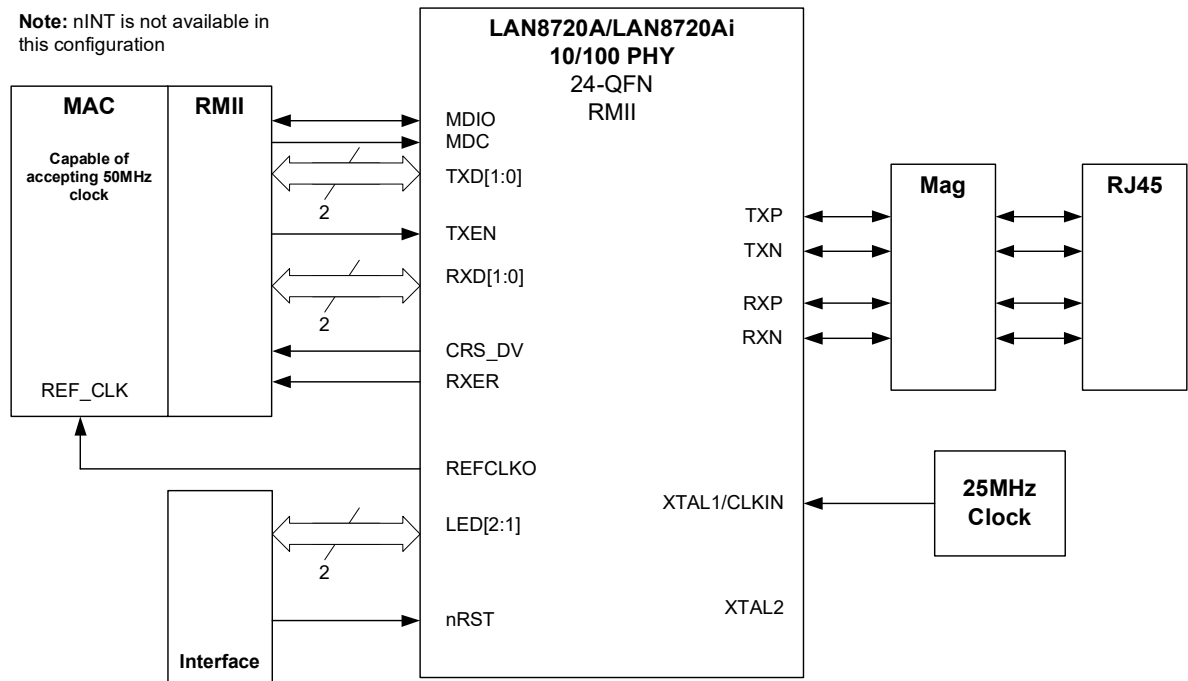 Note: nINT is not available in
this configuration
LAN8720A/LAN8720Ai
10/100 PHY
24-QFN
RMII
MAC
RMII
Capable of
accepting 50MHz
clock
REF_CLK
MDIO
MDC
TXD[1:0]
2
TXEN
RXD[1:0]
2
CRS_DV
RXER
REFCLKO
LED[2:1]
2
nRST
Interface
TXP
TXN
RXP
RXN
Mag
RJ45
XTAL1/CLKIN
25MHz
Clock
XTAL2